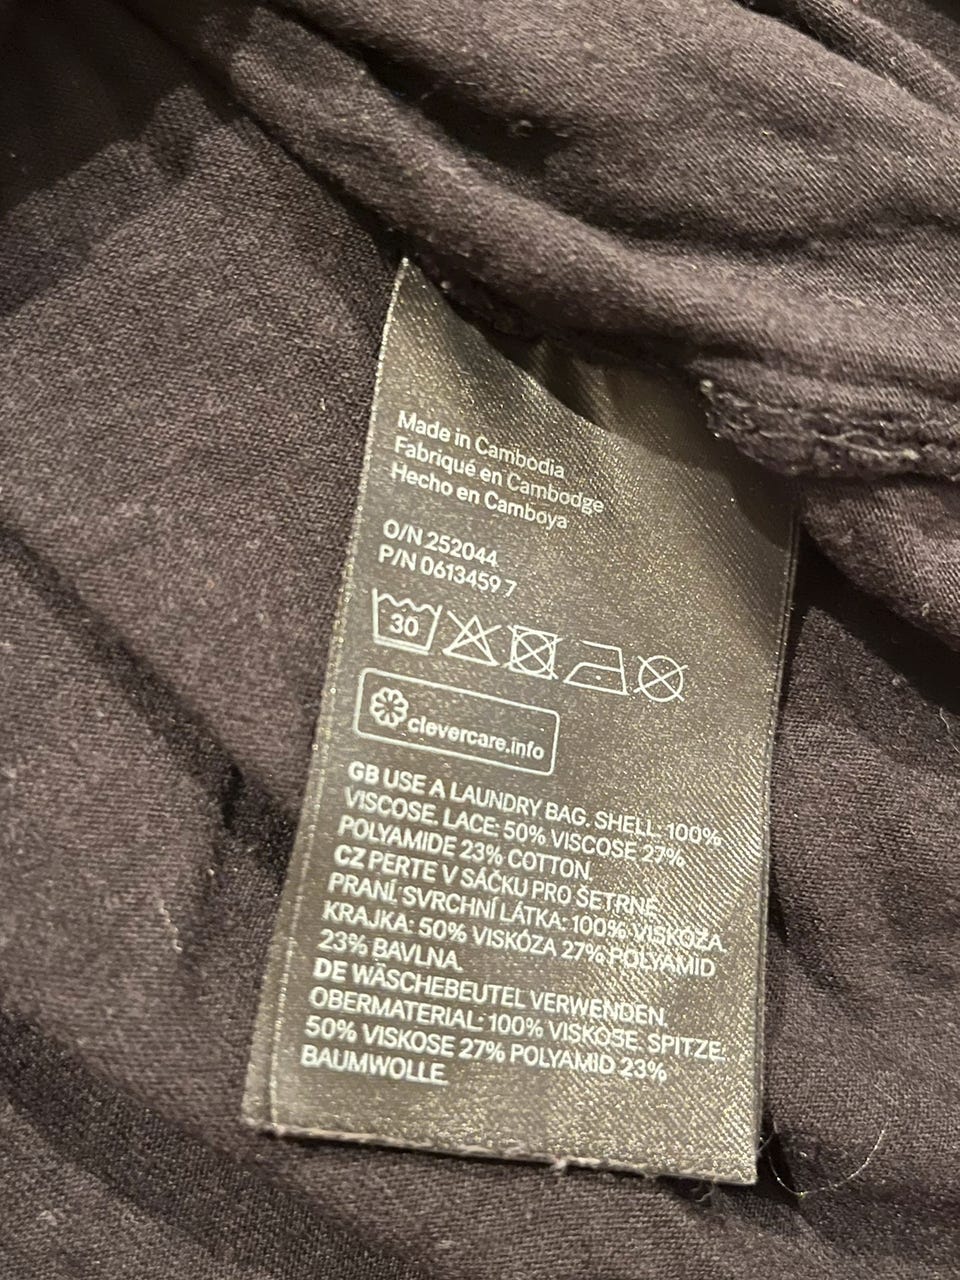 Made in Cambodia
Fabriqué en Cambodge
Hecho en Camboya
O/N 252044
P/N 0613459 7
30
clevercare.info
GB USE A LAUNDRY BAG. SHELL: 100%
VISCOSE. LACE: 50% VISCOSE 27%
POLYAMIDE 23% COTTON.
CZ PERTE V SÁČKU PRO ŠETRNÉ
PRANÍ. SVRCHNÍ LÁTKA: 100% VISKÓZA.
KRAJKA: 50% VISKÓZA 27% POLYAMID
23% BAVLNA.
DE WÄSCHEBEUTEL VERWENDEN.
OBERMATERIAL: 100% VISKOSE. SPITZE:
50% VISKOSE 27% POLYAMID 23%
BAUMWOLLE.